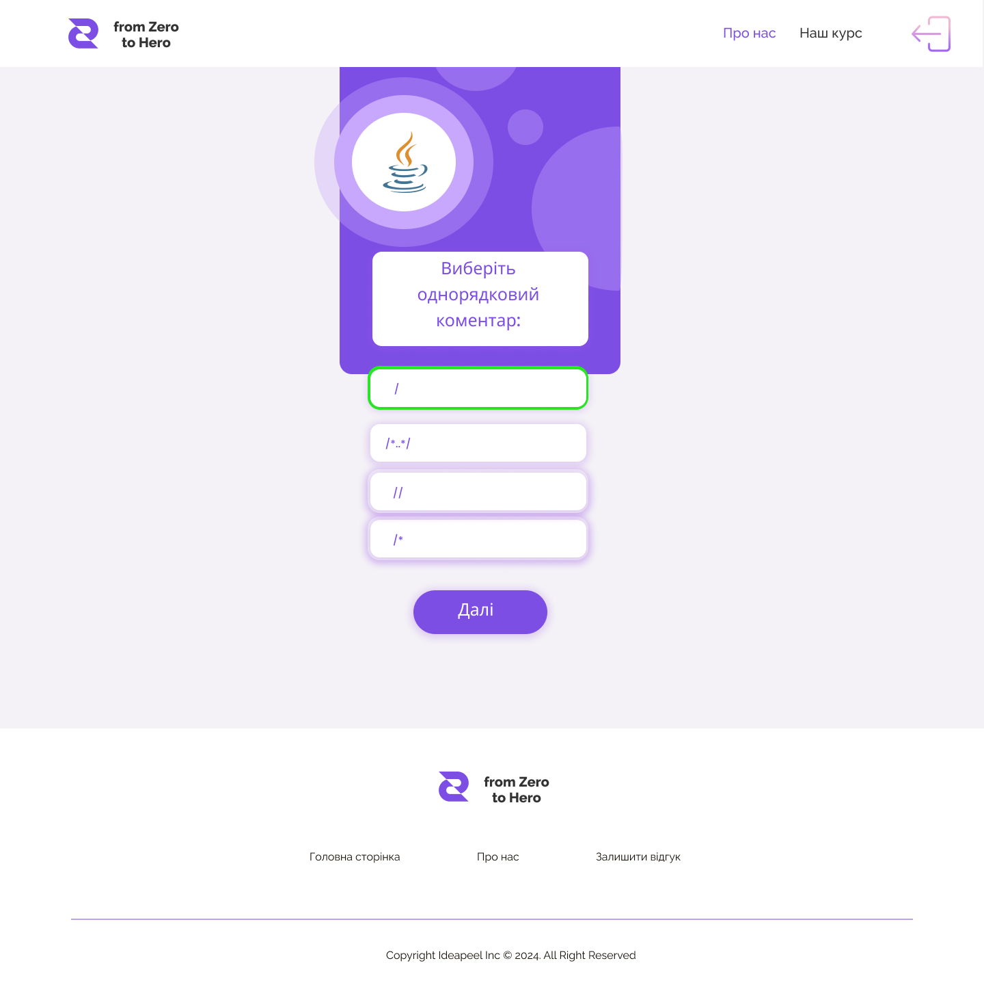 from Zero
to Hero
Про нас
Наш курс
Виберіть
однорядковий
коментар:
/
/*..*/
//
/*
Далі
from Zero
to Hero
Головна сторінка
Про нас
Залишити відгук
Copyright Ideapeel Inc © 2024. All Right Reserved